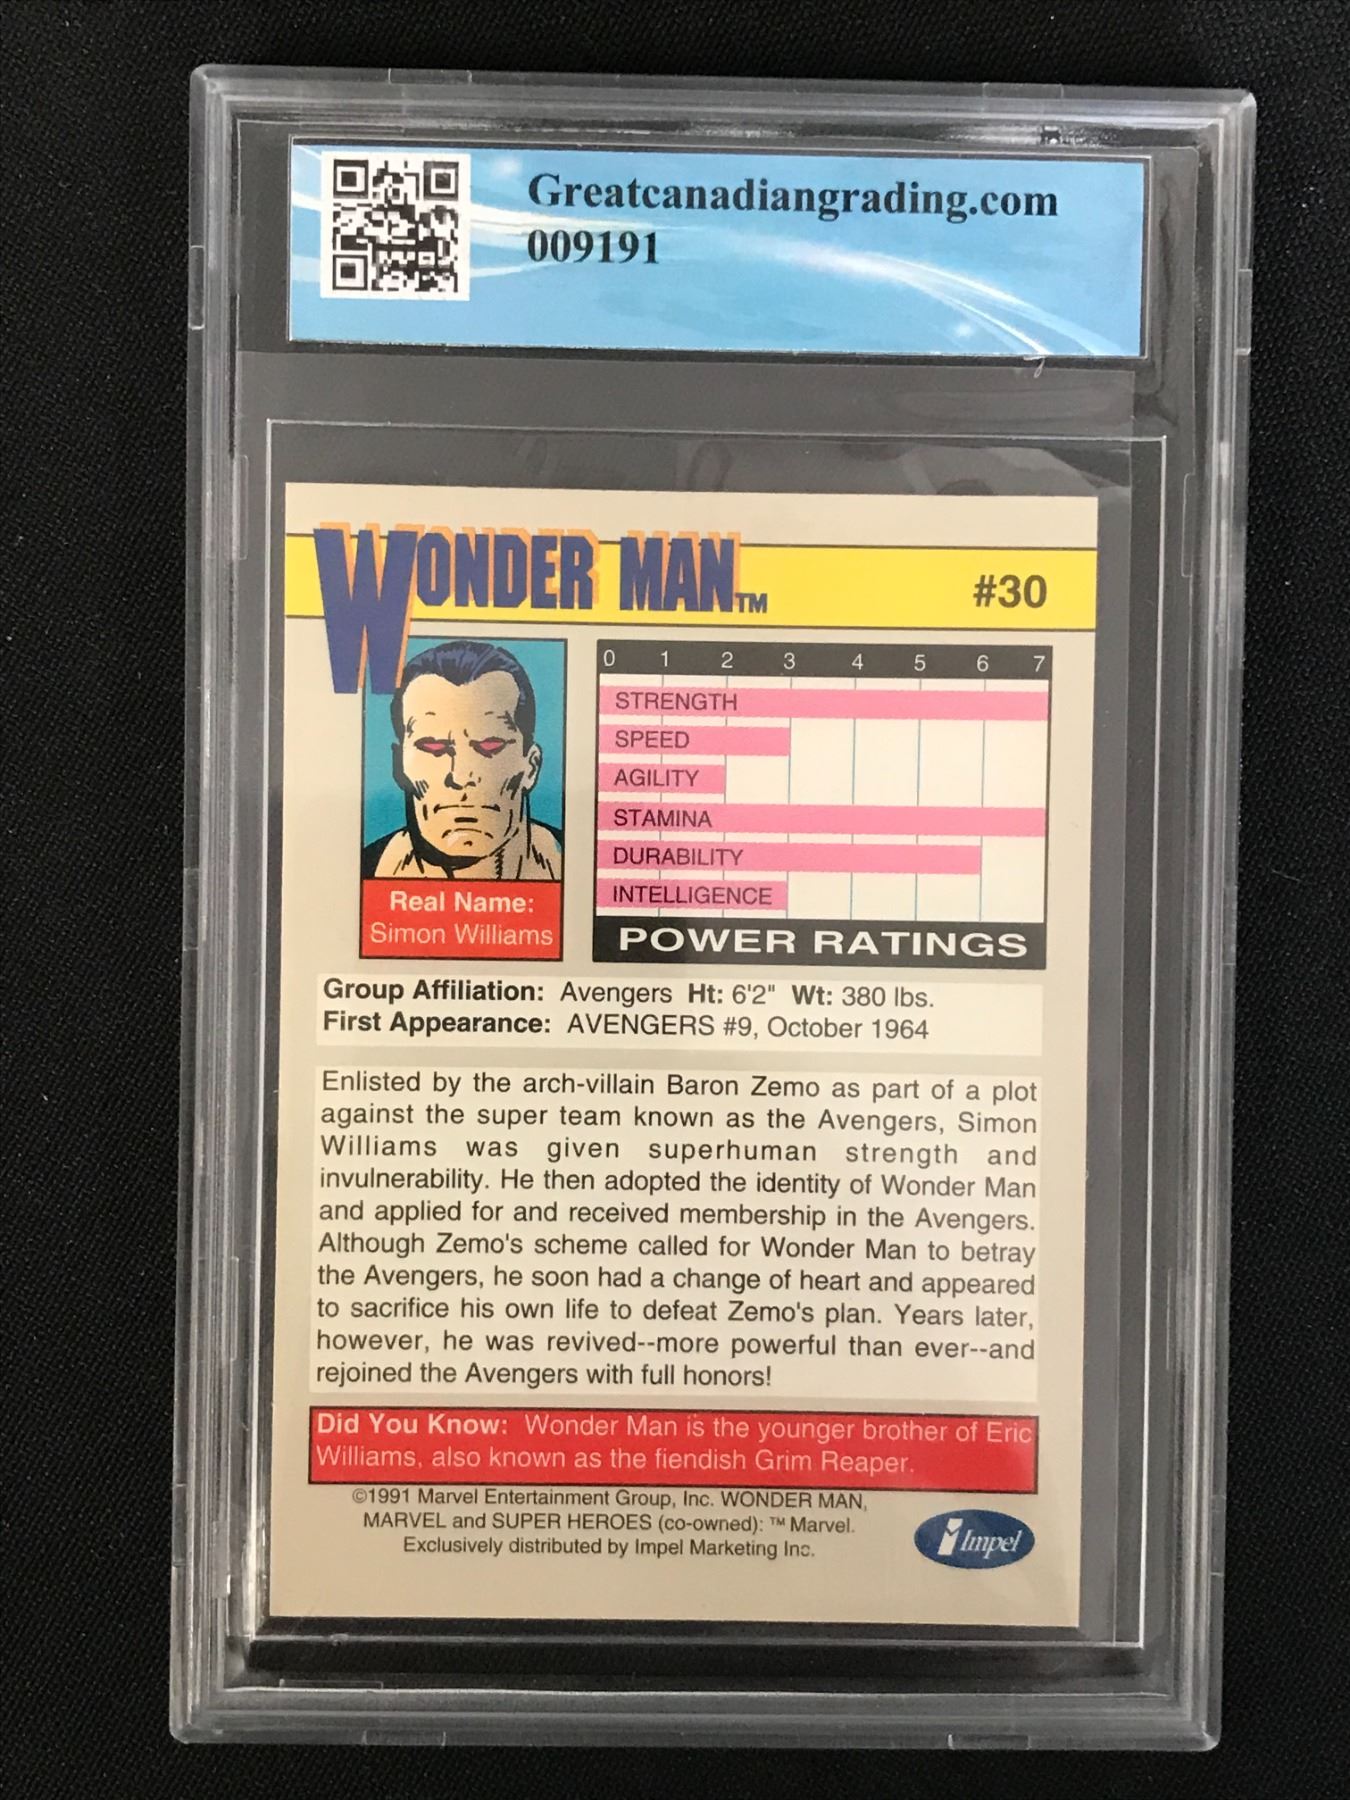 Greatcanadiangrading.com
009191
WONDER MAN™
#30
0 1 2 3 4 5 6 7
STRENGTH
SPEED
AGILITY
STAMINA
DURABILITY
INTELLIGENCE
POWER RATINGS
Real Name:
Simon Williams
Group Affiliation: Avengers Ht: 6'2" Wt: 380 lbs.
First Appearance: AVENGERS #9, October 1964
Enlisted by the arch-villain Baron Zemo as part of a plot
against the super team known as the Avengers, Simon
Williams was given superhuman strength and
invulnerability. He then adopted the identity of Wonder Man
and applied for and received membership in the Avengers.
Although Zemo's scheme called for Wonder Man to betray
the Avengers, he soon had a change of heart and appeared
to sacrifice his own life to defeat Zemo's plan. Years later,
however, he was revived--more powerful than ever--and
rejoined the Avengers with full honors!
Did You Know: Wonder Man is the younger brother of Eric
Williams, also known as the fiendish Grim Reaper.
©1991 Marvel Entertainment Group, Inc. WONDER MAN,
MARVEL and SUPER HEROES (co-owned): ™ Marvel.
Exclusively distributed by Impel Marketing Inc.
Impel